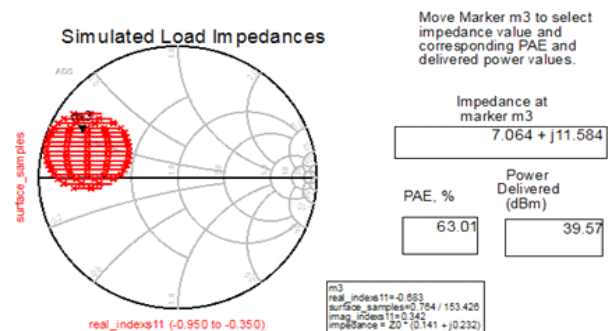 Simulated Load Impedances
ADS
m3
surface_samples
real_indexs11 (-0.950 to -0.350)
Move Marker m3 to select
impedance value and
corresponding PAE and
delivered power values.
Impedance at
marker m3
7.064 + j11.584
PAE, %
63.01
Power
Delivered
(dBm)
39.57
m3
real_indexs11=-0.683
surface_samples=0.764 / 153.426
imag_indexs11=0.342
impedance = Z0 * (0.141 + j0.232)